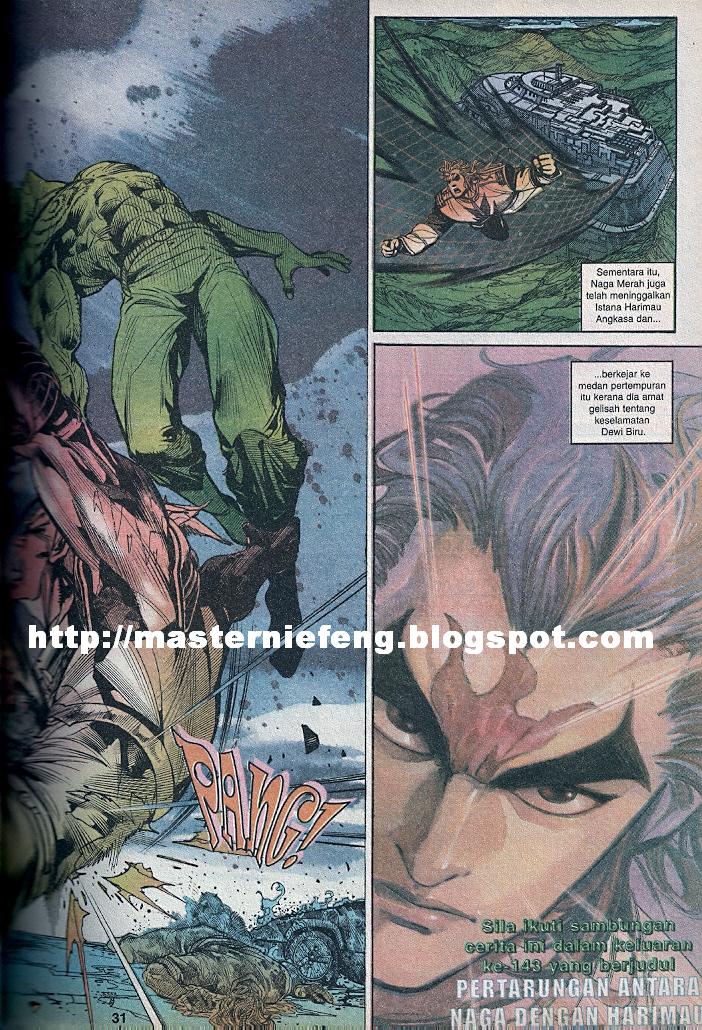 Sementara itu,
Naga Merah juga
telah meninggalkan
Istana Harimau
Angkasa dan...
...berkejar ke
medan pertempuran
itu kerana dia amat
gelisah tentang
keselamatan
Dewi Biru.
http://masterniefeng.blogspot.com
PANG!
Sila ikuti sambungan
cerita ini dalam keluaran
ke-143 yang berjudul
PERTARUNGAN ANTARA
NAGA DENGAN HARIMAU
31